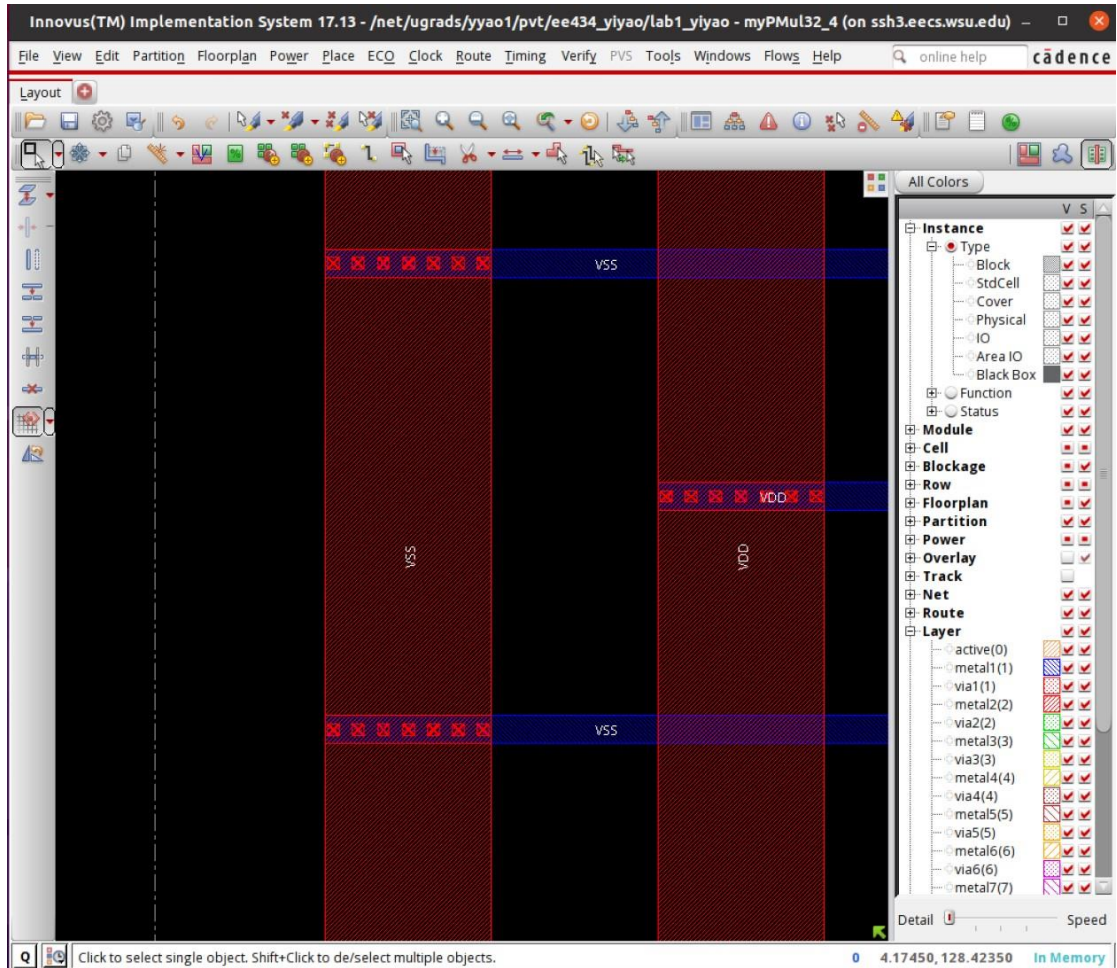 Innovus(TM) Implementation System 17.13 - /net/ugrads/yyao1/pvt/ee434_yiyao/lab1_yiyao - myPMul32_4 (on ssh3.eecs.wsu.edu)
File View Edit Partition Floorplan Power Place ECO Clock Route Timing Verify PVS Tools Windows Flows Help online help cādence
Layout
All Colors
V S
Instance
Type
Block
StdCell
Cover
Physical
IO
Area IO
Black Box
Function
Status
Module
Cell
Blockage
Row
Floorplan
Partition
Power
Overlay
Track
Net
Route
Layer
active(0)
metal1(1)
via1(1)
metal2(2)
via2(2)
metal3(3)
via3(3)
metal4(4)
via4(4)
metal5(5)
via5(5)
metal6(6)
via6(6)
metal7(7)
VSS
VDD
VSS
VDD
VSS
Detail Speed
Q Click to select single object. Shift+Click to de/select multiple objects. 0 4.17450, 128.42350 In Memory